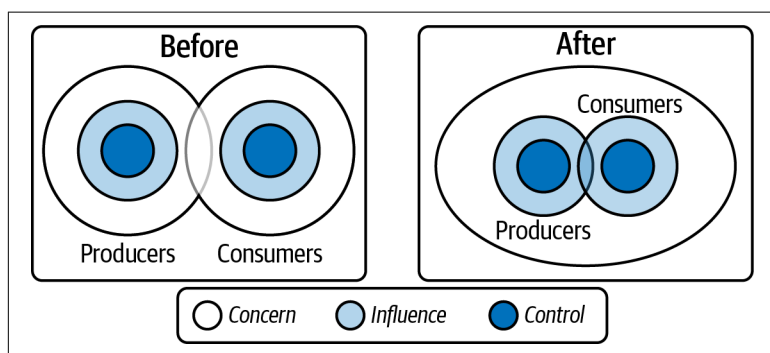 Before
Producers
Consumers
After
Consumers
Producers
Concern
Influence
Control